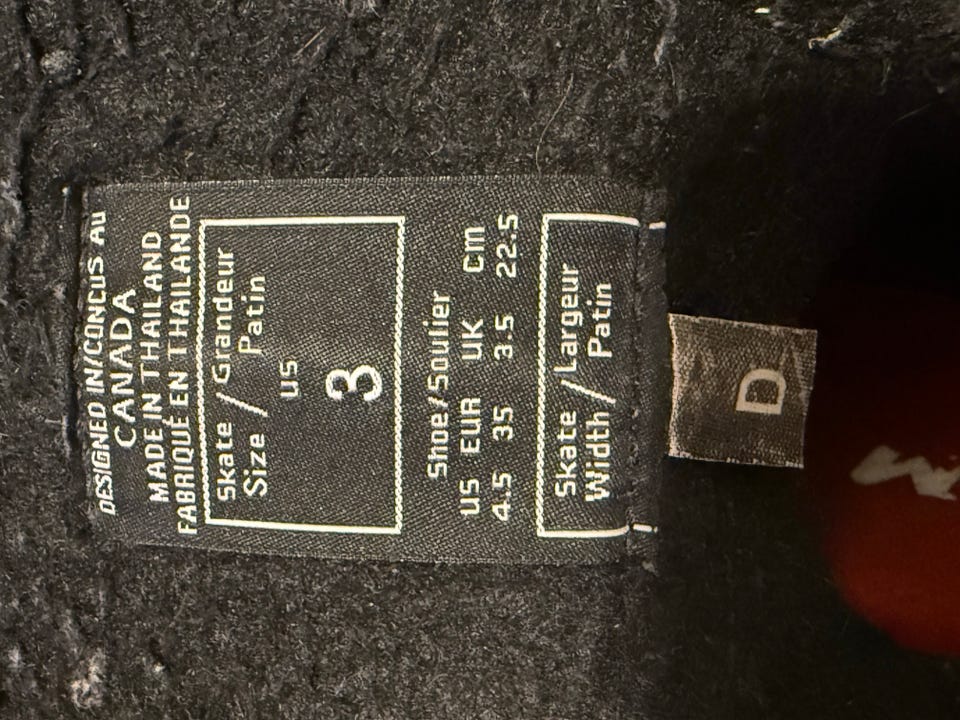 DESIGNED IN/CONCUS AU
CANADA
MADE IN THAILAND
FABRIQUÉ EN THAILANDE
Skate / Grandeur
Size / Patin
US
3
Shoe/Soulier
US EUR UK cm
4.5 35 3.5 22.5
Skate / Largeur
Width / Patin
D